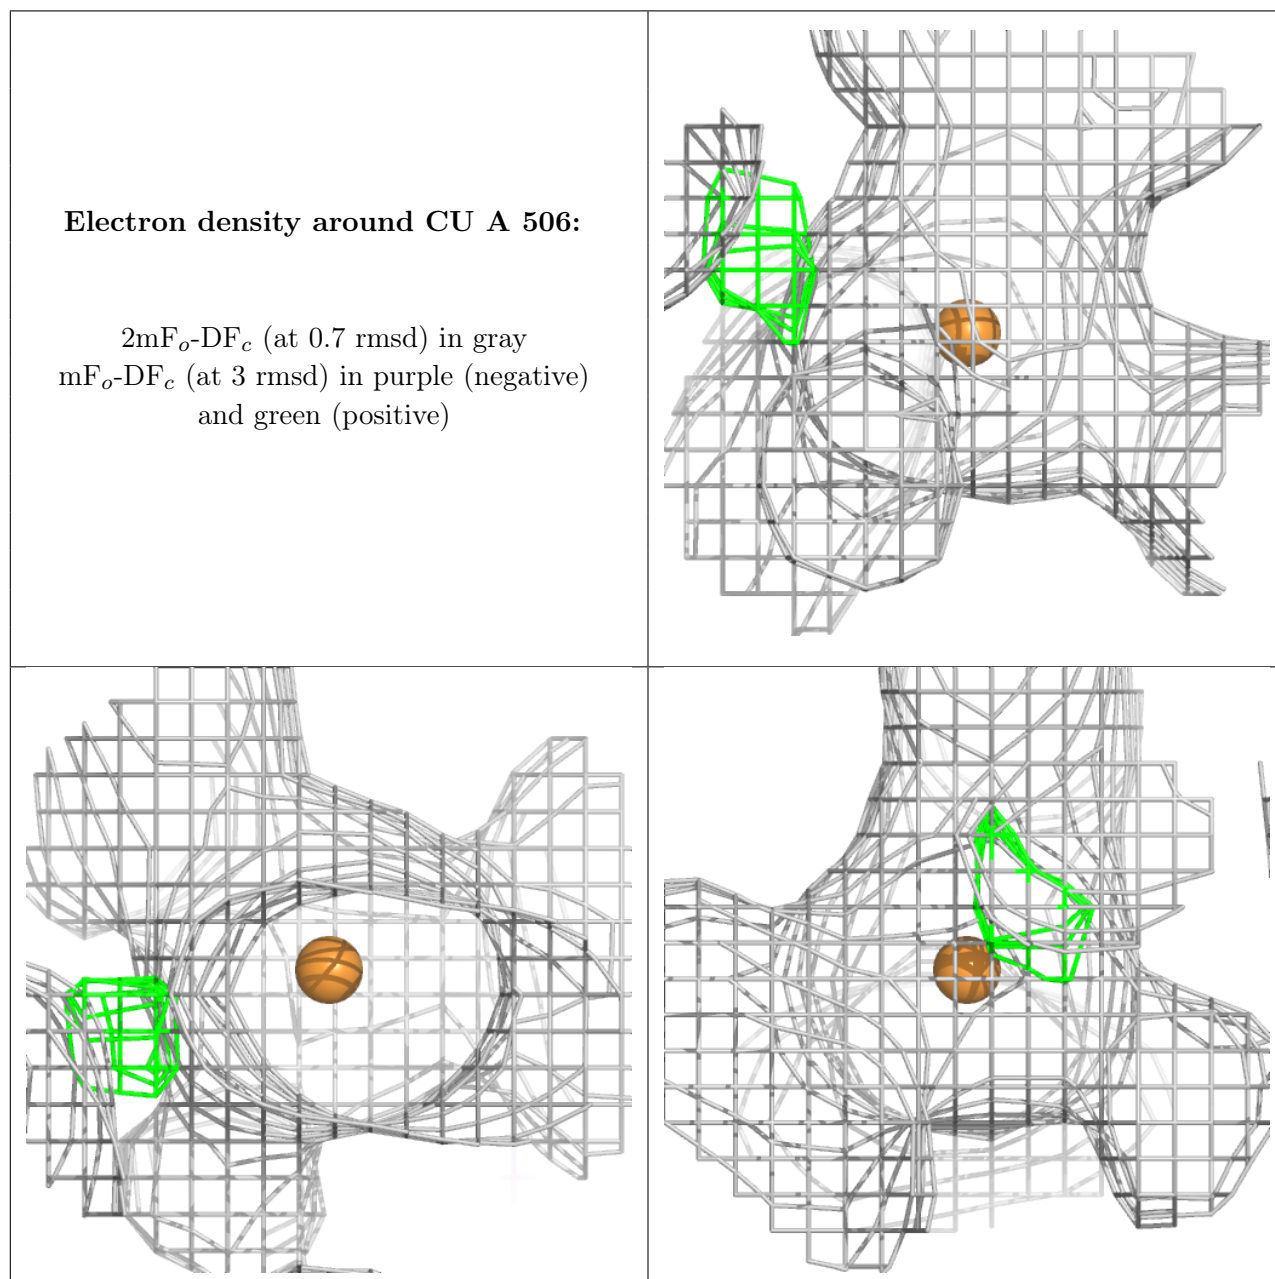 Electron density around CU A 506:
2mFo-DFc (at 0.7 rmsd) in gray
mFo-DFc (at 3 rmsd) in purple (negative)
and green (positive)